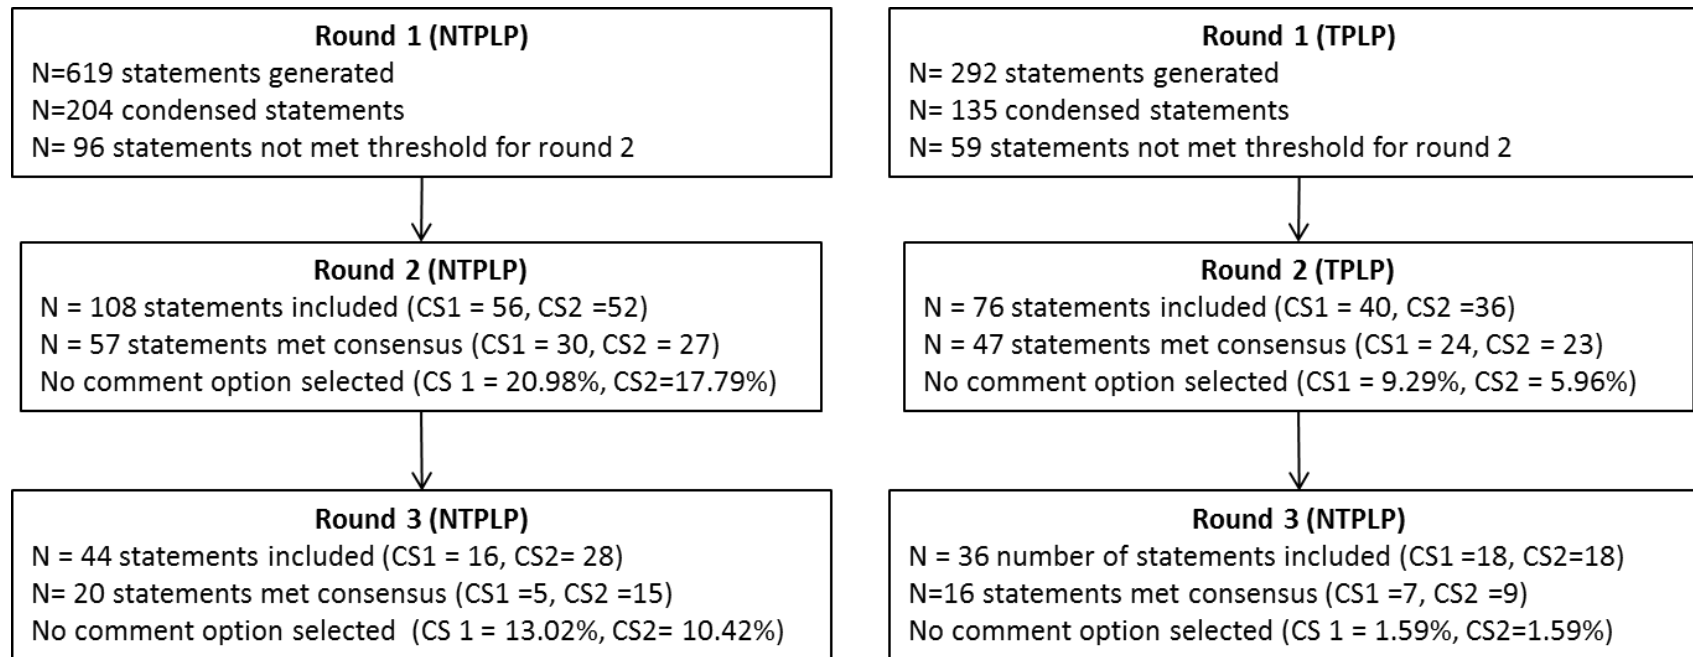 Round 1 (NTPLP)
N=619 statements generated
N=204 condensed statements
N= 96 statements not met threshold for round 2
Round 1 (TPLP)
N= 292 statements generated
N= 135 condensed statements
N= 59 statements not met threshold for round 2
Round 2 (NTPLP)
N = 108 statements included (CS1 = 56, CS2 =52)
N = 57 statements met consensus (CS1 = 30, CS2 = 27)
No comment option selected (CS 1 = 20.98%, CS2=17.79%)
Round 2 (TPLP)
N = 76 statements included (CS1 = 40, CS2 =36)
N = 47 statements met consensus (CS1 = 24, CS2 = 23)
No comment option selected (CS1 = 9.29%, CS2 = 5.96%)
Round 3 (NTPLP)
N = 44 statements included (CS1 = 16, CS2= 28)
N= 20 statements met consensus (CS1 =5, CS2 =15)
No comment option selected  (CS 1 = 13.02%, CS2= 10.42%)
Round 3 (NTPLP)
N = 36 number of statements included (CS1 =18, CS2=18)
N=16 statements met consensus (CS1 =7, CS2 =9)
No comment option selected (CS 1 = 1.59%, CS2=1.59%)